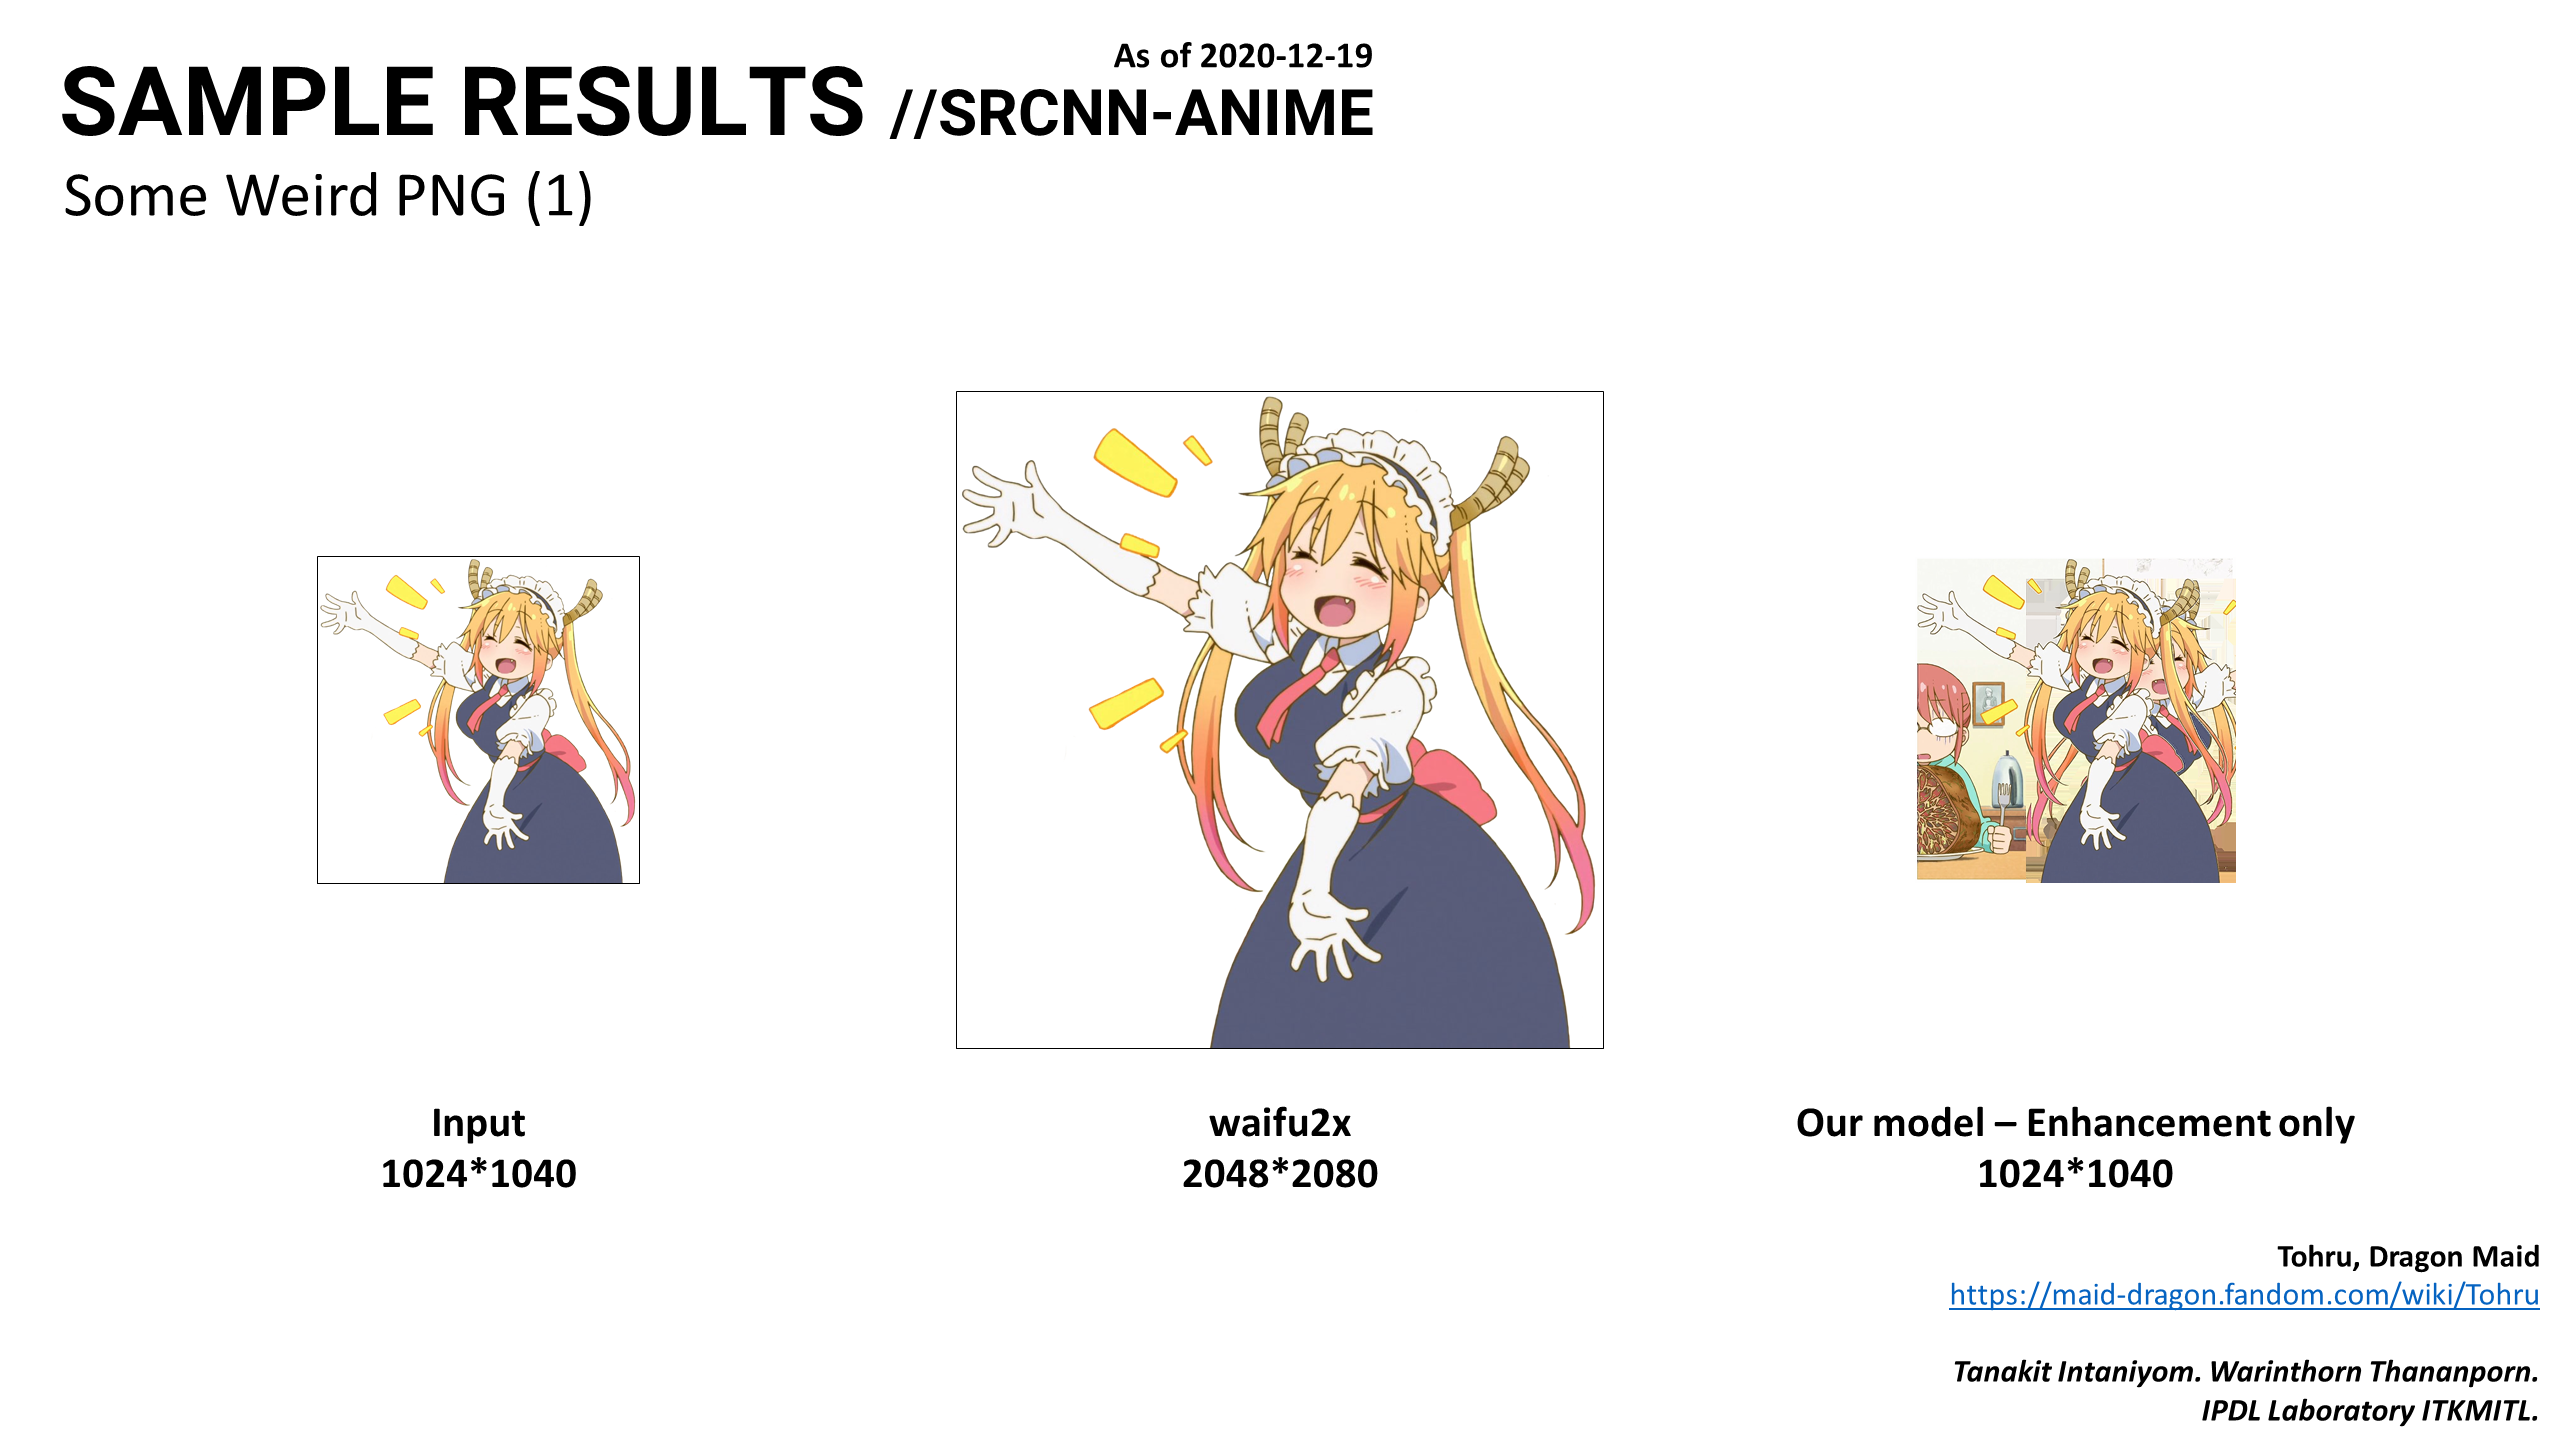 As of 2020-12-19
SAMPLE RESULTS //SRCNN-ANIME
Some Weird PNG (1)
Input
1024*1040
waifu2x
2048*2080
Our model – Enhancement only
1024*1040
Tohru, Dragon Maid
https://maid-dragon.fandom.com/wiki/Tohru
Tanakit Intaniyom. Warinthorn Thananporn.
IPDL Laboratory ITKMITL.